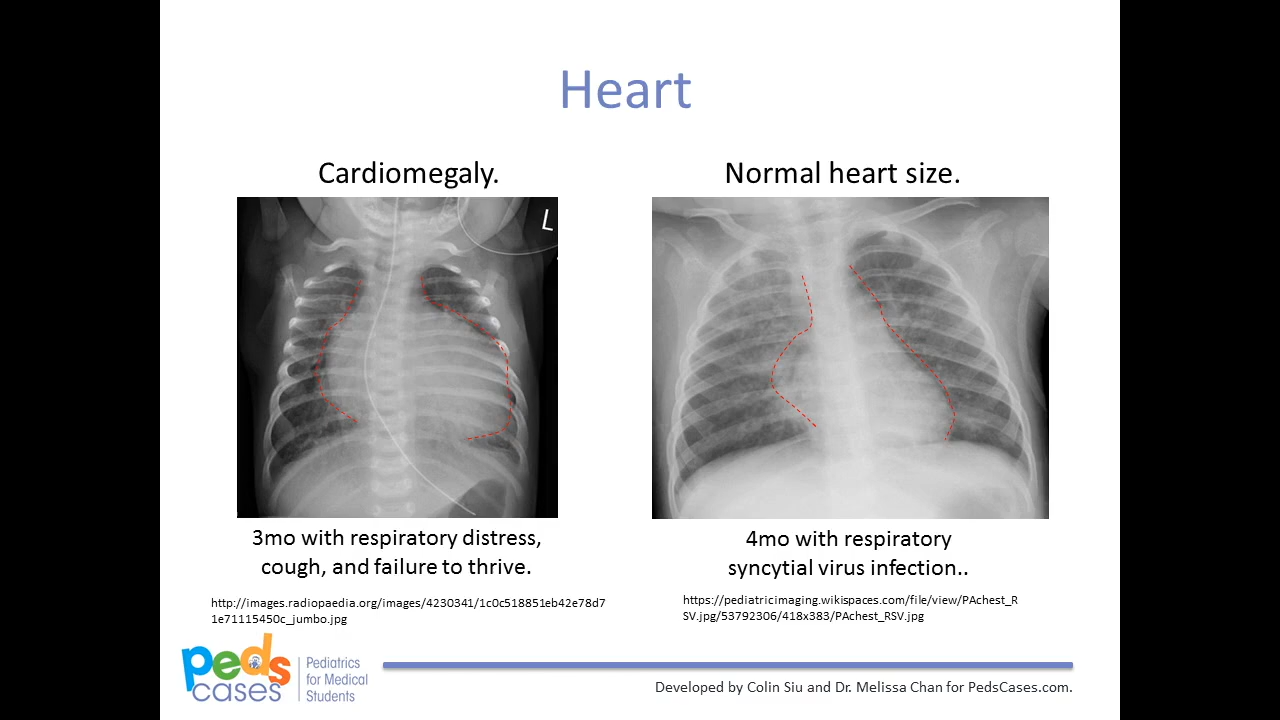 Heart
Cardiomegaly.
Normal heart size.
L
3mo with respiratory distress,
cough, and failure to thrive.
4mo with respiratory
syncytial virus infection..
http://images.radiopaedia.org/images/4230341/1c0c518851eb42e78d7
1e71115450c_jumbo.jpg
https://pediatricimaging.wikispaces.com/file/view/PAchest_R
SV.jpg/53792306/418x383/PAchest_RSV.jpg
peds
cases
Pediatrics
for Medical
Students
Developed by Colin Siu and Dr. Melissa Chan for PedsCases.com.